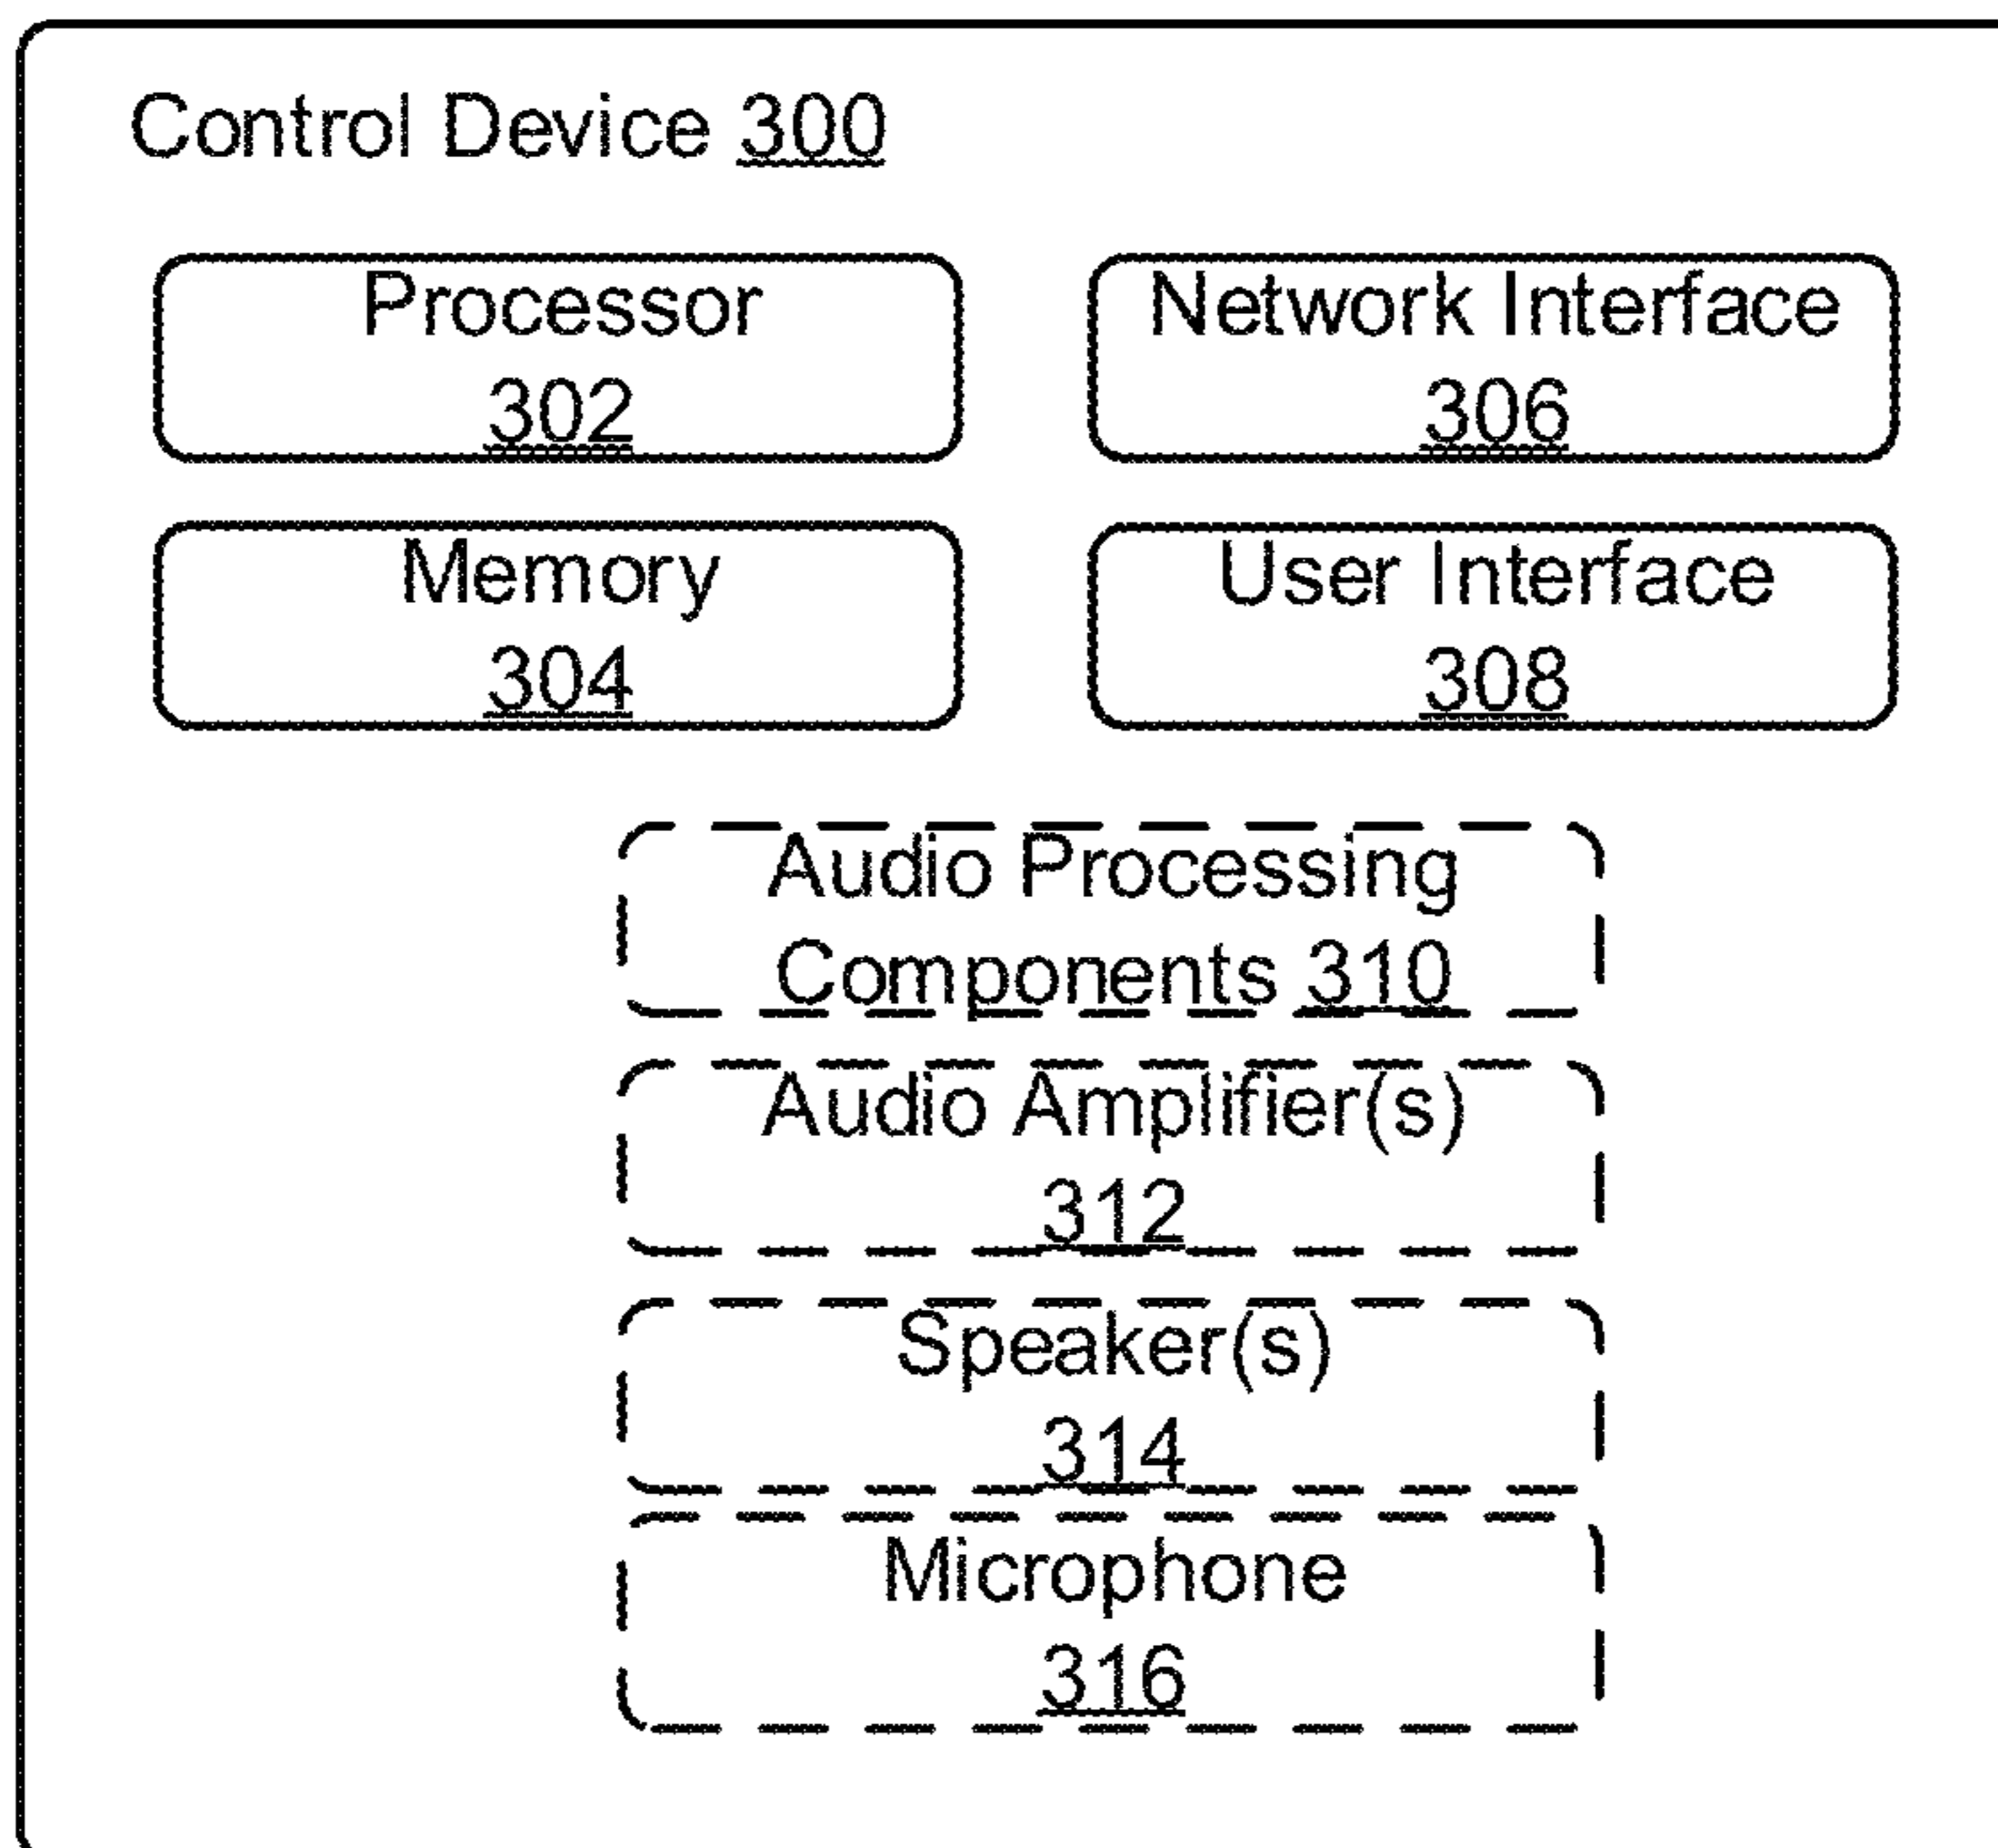 Control Device 300
Processor
302
Network Interface
306
Memory
304
User Interface
308
Audio Processing
Components 310
Audio Amplifier(s)
312
Speaker(s)
314
Microphone
316